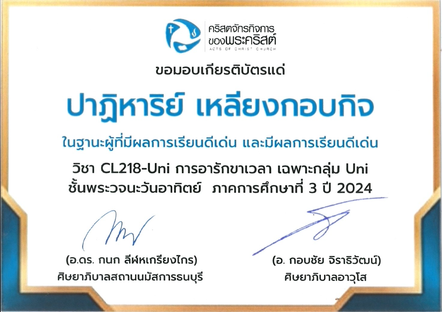 คริสตจักรกิจการ
ของพระคริสต์
ACTS OF CHRIST CHURCH
ขอมอบเกียรติบัตรแด่
ปาฏิหาริย์ เหลียงกอบกิจ
ในฐานะผู้ที่มีผลการเรียนดีเด่น และมีผลการเรียนดีเด่น
วิชา CL218-Uni การอารักขาเวลา เฉพาะกลุ่ม Uni
ชั้นพระวจนะวันอาทิตย์ ภาคการศึกษาที่ 3 ปี 2024
(อ.ดร. กนก ลีฬหเกรียงไกร)
ศิษยาภิบาลสถานนมัสการธนบุรี
(อ. กอบชัย จิราธิวัฒน์)
ศิษยาภิบาลอาวุโส